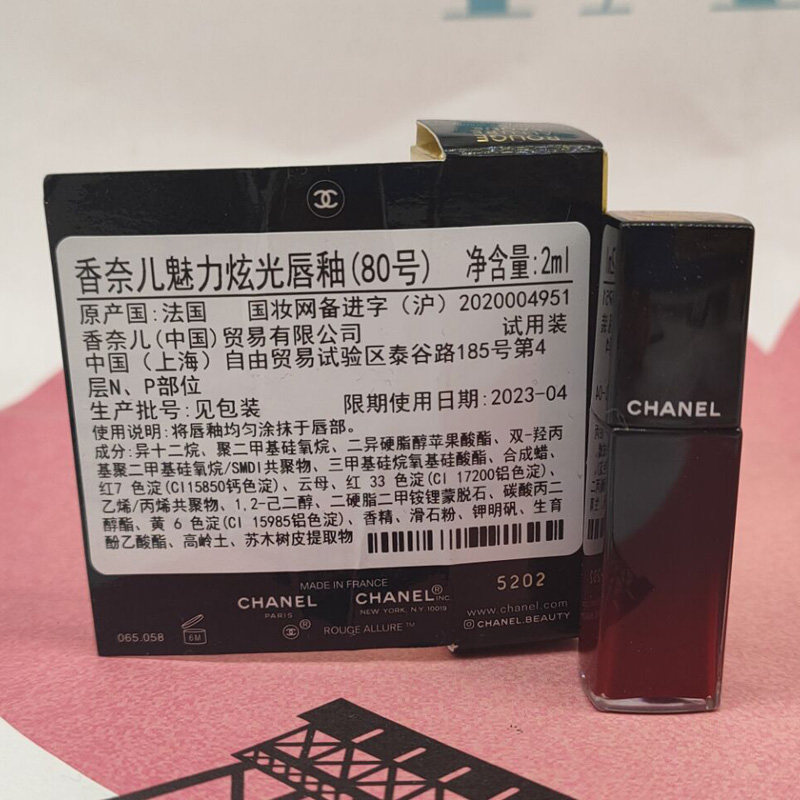 ROUGE
香奈儿魅力炫光唇釉(80号) 净含量:2ml
原产国:法国 国妆网备进字（沪）2020004951
香奈儿(中国)贸易有限公司 试用装
中国（上海）自由贸易试验区泰谷路185号第4
层N、P部位
生产批号:见包装 限期使用日期:2023-04
使用说明:将唇釉均匀涂抹于唇部。
成分:异十二烷、聚二甲基硅氧烷、二异硬脂醇苹果酸酯、双-羟丙
基聚二甲基硅氧烷/SMDI共聚物、三甲基硅烷氧基硅酸酯、合成蜡、
红7 色淀(CI15850钙色淀)、云母、红 33 色淀(CI 17200铝色淀)、
乙烯/丙烯共聚物、1,2-己二醇、二硬脂二甲铵锂蒙脱石、碳酸丙二
醇酯、黄 6 色淀(CI 15985铝色淀)、香精、滑石粉、钾明矾、生育
酚乙酸酯、高岭土、苏木树皮提取物
CHANEL
MADE IN FRANCE
5202
CHANEL
PARIS
CHANEL® INC.
NEW YORK, N.Y. 10019
www.chanel.com
CHANEL.BEAUTY
065.058
6M
® ROUGE ALLURE™